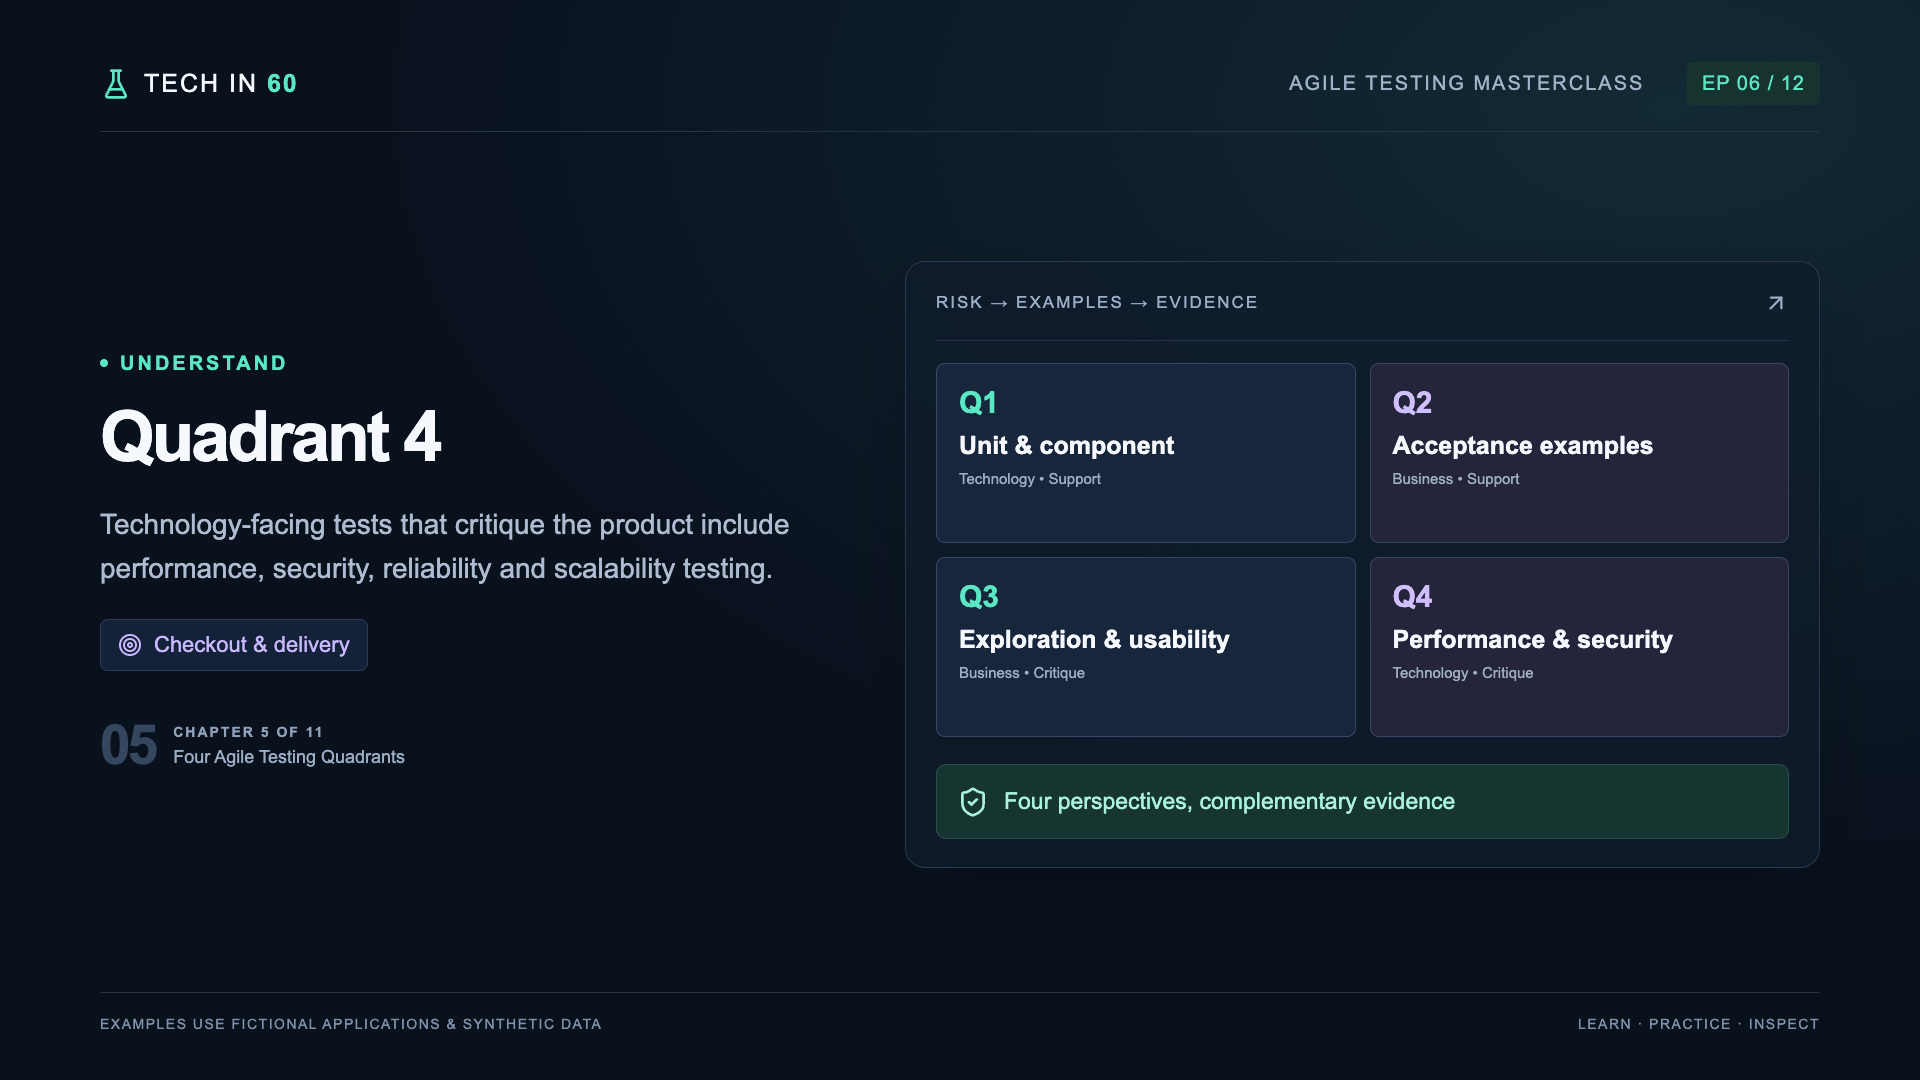 TECH IN 60
AGILE TESTING MASTERCLASS
EP 06 / 12
• UNDERSTAND
Quadrant 4
Technology-facing tests that critique the product include
performance, security, reliability and scalability testing.
Checkout & delivery
05
CHAPTER 5 OF 11
Four Agile Testing Quadrants
RISK → EXAMPLES → EVIDENCE
Q1
Unit & component
Technology • Support
Q2
Acceptance examples
Business • Support
Q3
Exploration & usability
Business • Critique
Q4
Performance & security
Technology • Critique
Four perspectives, complementary evidence
EXAMPLES USE FICTIONAL APPLICATIONS & SYNTHETIC DATA
LEARN · PRACTICE · INSPECT